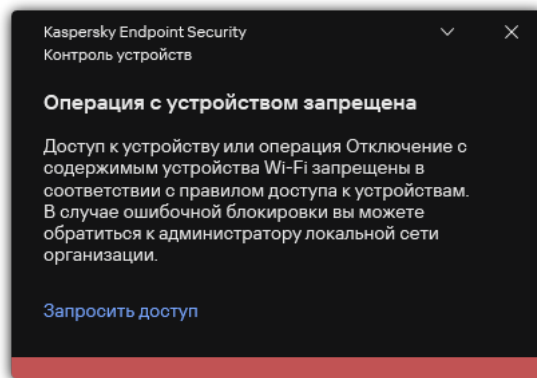 Kaspersky Endpoint Security
Контроль устройств
Операция с устройством запрещена
Доступ к устройству или операция Отключение с
содержимым устройства Wi-Fi запрещены в
соответствии с правилом доступа к устройствам.
В случае ошибочной блокировки вы можете
обратиться к администратору локальной сети
организации.
Запросить доступ